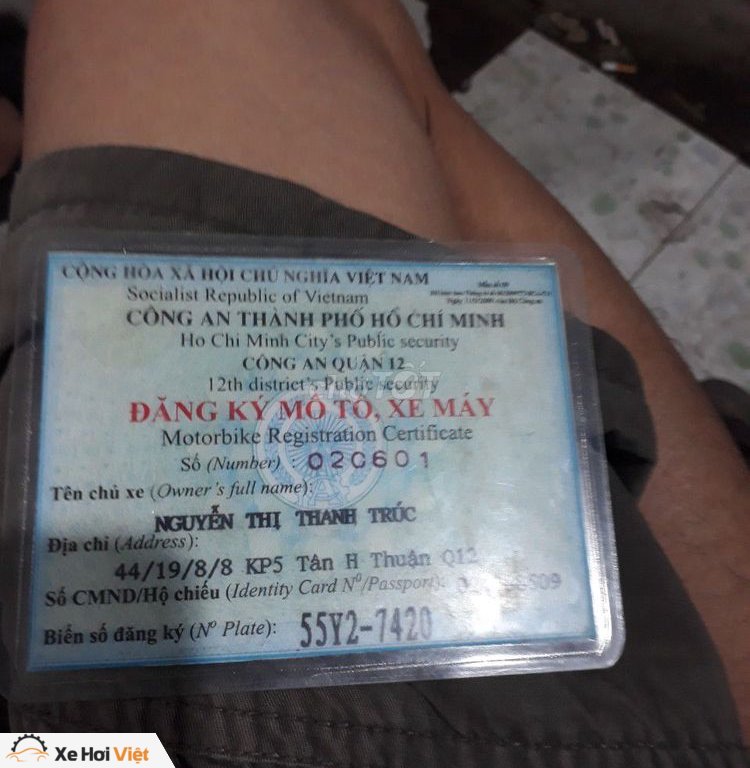 CỘNG HÒA XÃ HỘI CHỦ NGHĨA VIỆT NAM
Socialist Republic of Vietnam
CÔNG AN THÀNH PHỐ HỒ CHÍ MINH
Ho Chi Minh City's Public security
CÔNG AN QUẬN 12
12th district's Public security
ĐĂNG KÝ MÔ TÔ, XE MÁY
Motorbike Registration Certificate
Số (Number) 020601
Tên chủ xe (Owner's full name):
NGUYỄN THỊ THANH TRÚC
Địa chỉ (Address):
44/19/8/8 KP5 Tân H Thuận Q12
Số CMND/Hộ chiếu (Identity Card Nº/Passport):
Biển số đăng ký (Nº Plate): 55Y2-7420
Xe Hơi Việt